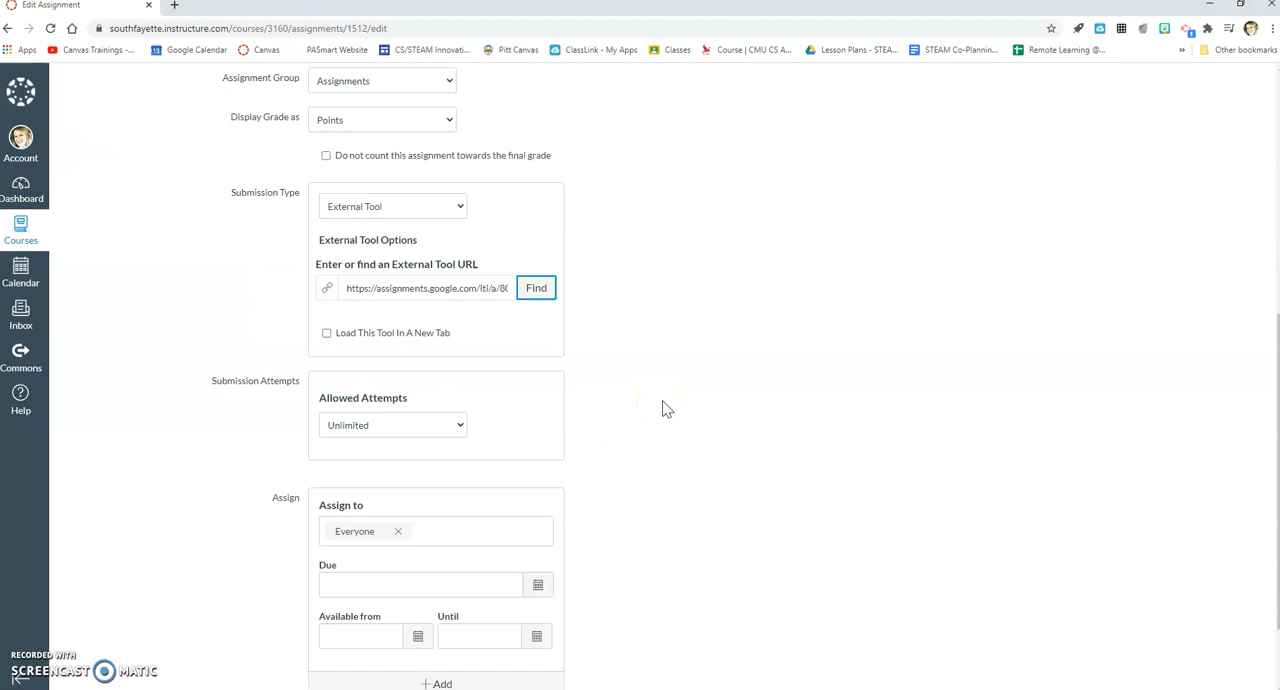 Edit Assignment
southfayette.instructure.com/courses/3160/assignments/1512/edit
Apps Canvas Trainings -... Google Calendar Canvas PASmart Website CS/STEAM Innovati... Pitt Canvas ClassLink - My Apps Classes Course | CMU CS A... Lesson Plans - STEA... STEAM Co-Plannin... Remote Learning @... » Other bookmarks
Assignment Group Assignments
Display Grade as Points
Do not count this assignment towards the final grade
Submission Type
External Tool
External Tool Options
Enter or find an External Tool URL
https://assignments.google.com/lti/a/80 Find
Load This Tool In A New Tab
Submission Attempts
Allowed Attempts
Unlimited
Assign
Assign to
Everyone
Due
Available from Until
Add
Account
Dashboard
Courses
Calendar
Inbox
Commons
Help
RECORDED WITH
SCREENCAST MATIC